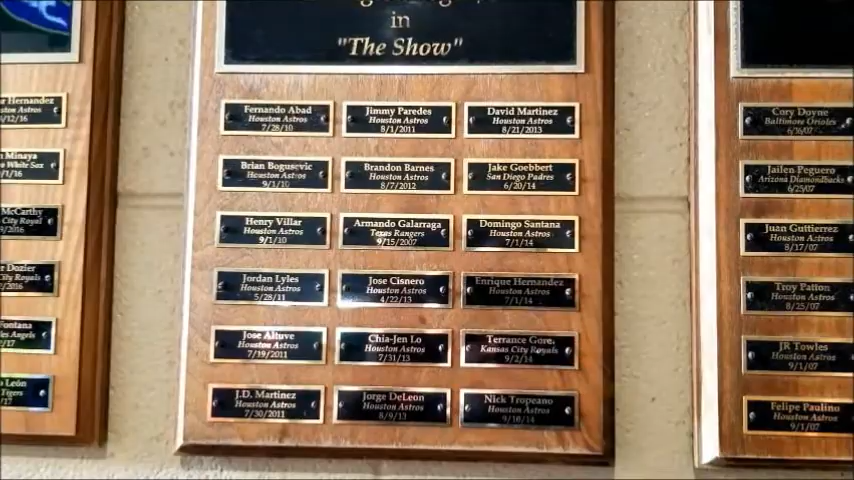 in
"The Show"
Fernando Abad
Houston Astros
7/28/10
Brian Bogusevic
Houston Astros
9/1/10
Henry Villar
Houston Astros
9/1/10
Jordan Lyles
Houston Astros
5/28/11
Jose Altuve
Houston Astros
7/19/2011
J.D. Martinez
Houston Astros
7/30/2011
Jimmy Paredes
Houston Astros
8/1/2011
Brandon Barnes
Houston Astros
8/7/2012
Armando Galarraga
Texas Rangers
9/15/2007
Jose Cisnero
Houston Astros
4/22/13
Chia-Jen Lo
Houston Astros
7/31/13
Jorge DeLeon
Houston Astros
8/9/13
David Martinez
Houston Astros
8/21/2013
Jake Goebbert
San Diego Padres
6/20/14
Domingo Santana
Houston Astros
7/1/14
Enrique Hernandez
Houston Astros
7/1/14
Terrance Gore
Kansas City Royals
9/2/14
Nick Tropeano
Houston Astros
9/10/14
Hernandez
Houston Astros
Minaya
White Sox
McCarty
City Royals
Dozier
City Royals
Fontana
Angeles
Leon
Tigers
Cory Doyne
Baltimore Orioles
Jailen Peguero
Arizona Diamondbacks
6/25/07
Juan Guttierez
Houston Astros
8/17/07
Troy Patton
Houston Astros
8/25/07
JR Towles
Houston Astros
9/1/07
Felipe Paulino
Houston Astros
9/1/07